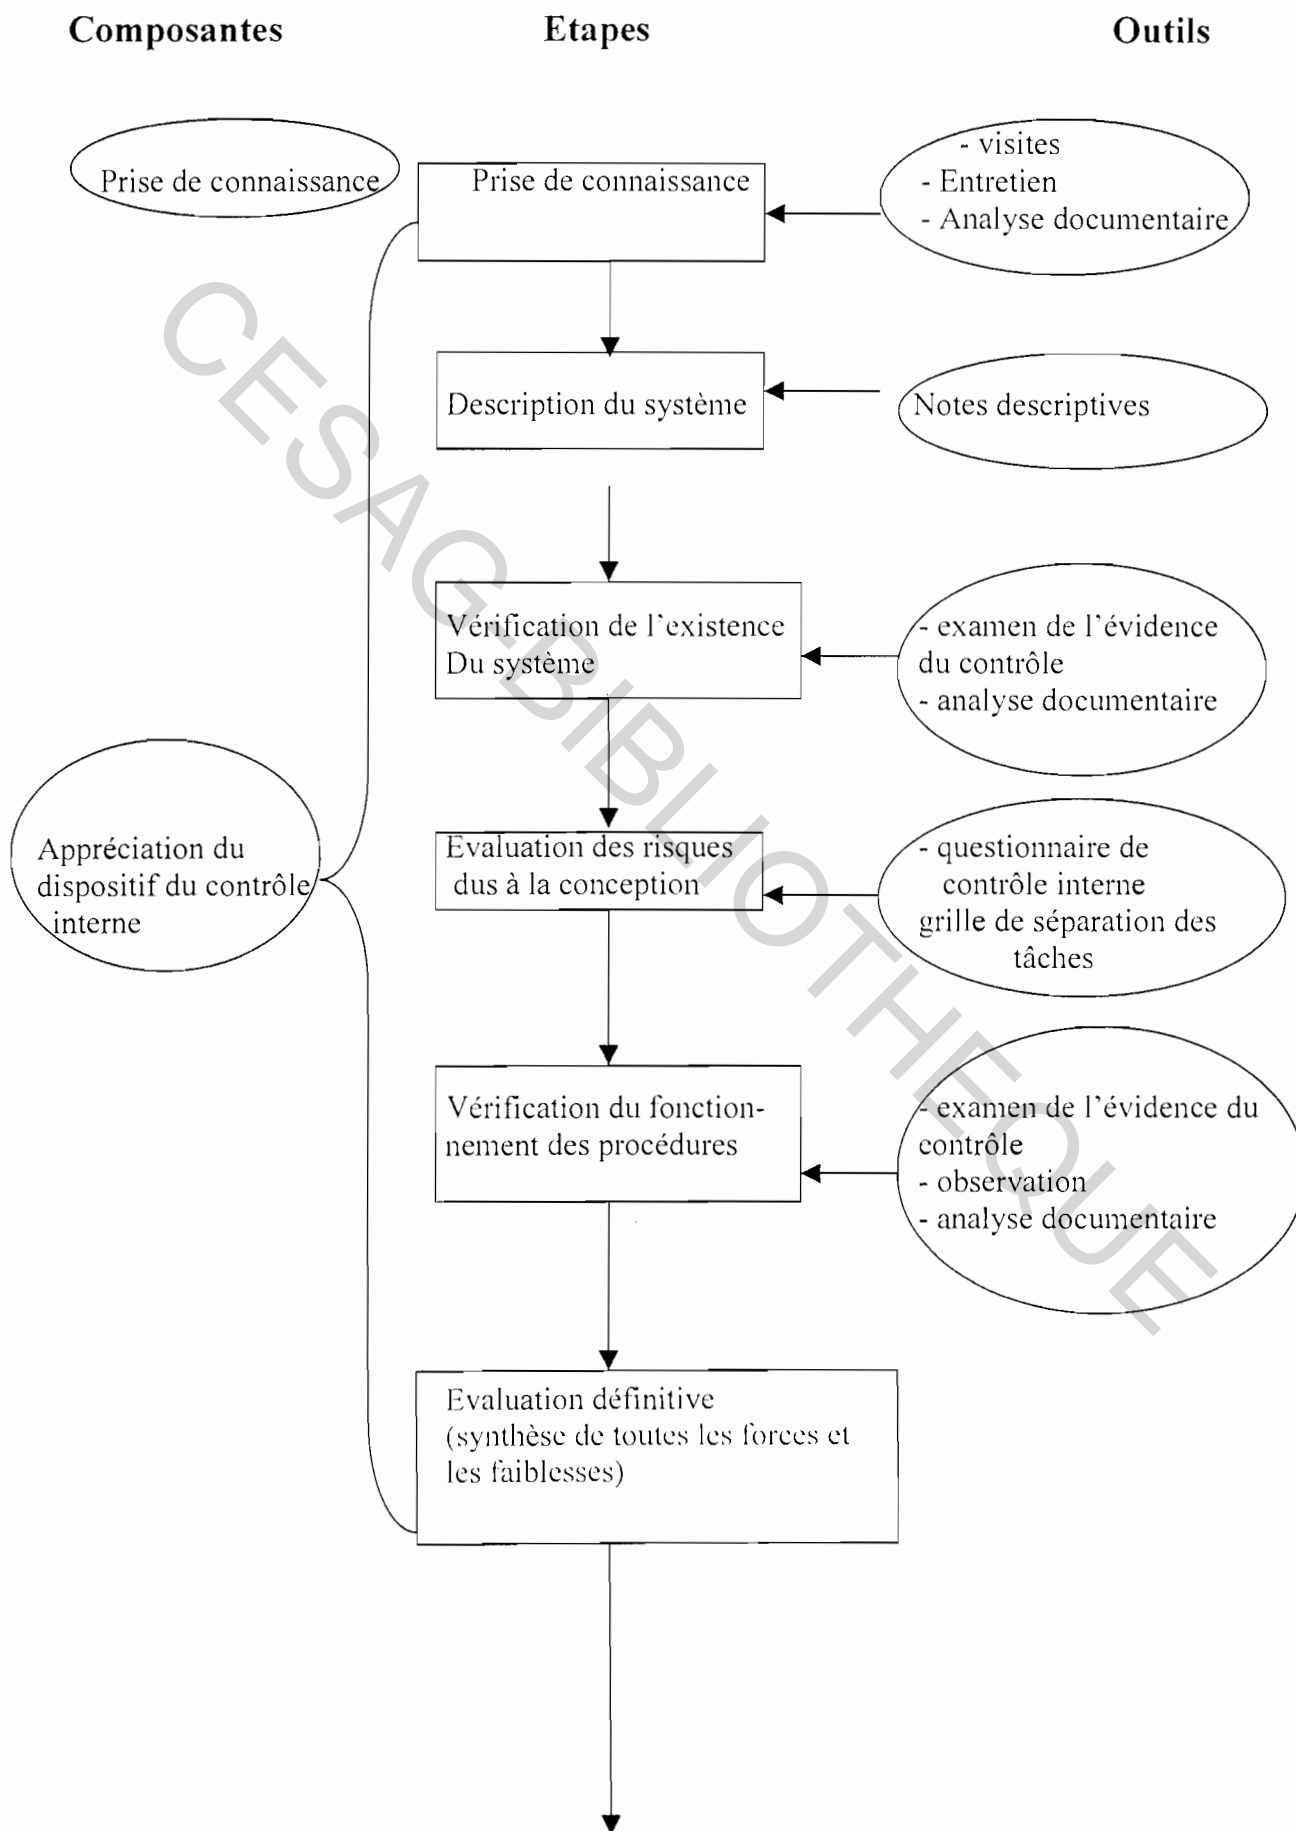 Composantes
Etapes
Outils
Prise de connaissance
Prise de connaissance
- visites
- Entretien
- Analyse documentaire
Description du système
Notes descriptives
Vérification de l'existence
Du système
- examen de l'évidence
du contrôle
- analyse documentaire
Appréciation du
dispositif du contrôle
interne
Evaluation des risques
dus à la conception
- questionnaire de
contrôle interne
grille de séparation des
tâches
Vérification du fonction-
nement des procédures
- examen de l'évidence du
contrôle
- observation
- analyse documentaire
Evaluation définitive
(synthèse de toutes les forces et
les faiblesses)
CESAG-BIBLIOTHEQUE